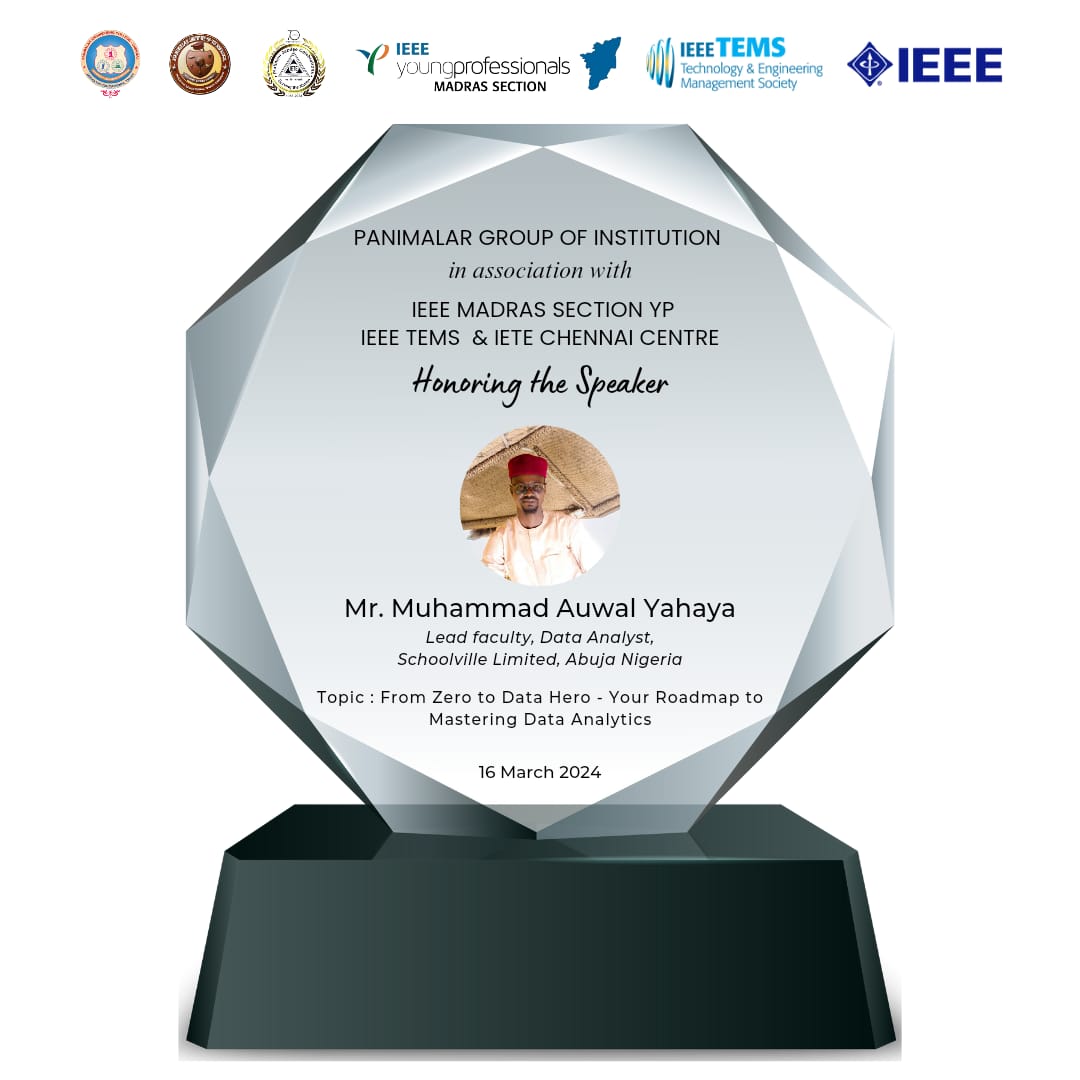 IEEE
youngprofessionals
MADRAS SECTION
IEEE TEMS
Technology & Engineering
Management Society
IEEE
PANIMALAR GROUP OF INSTITUTION
in association with
IEEE MADRAS SECTION YP
IEEE TEMS & IETE CHENNAI CENTRE
Honoring the Speaker
Mr. Muhammad Auwal Yahaya
Lead faculty, Data Analyst,
Schoolville Limited, Abuja Nigeria
Topic : From Zero to Data Hero - Your Roadmap to
Mastering Data Analytics
16 March 2024